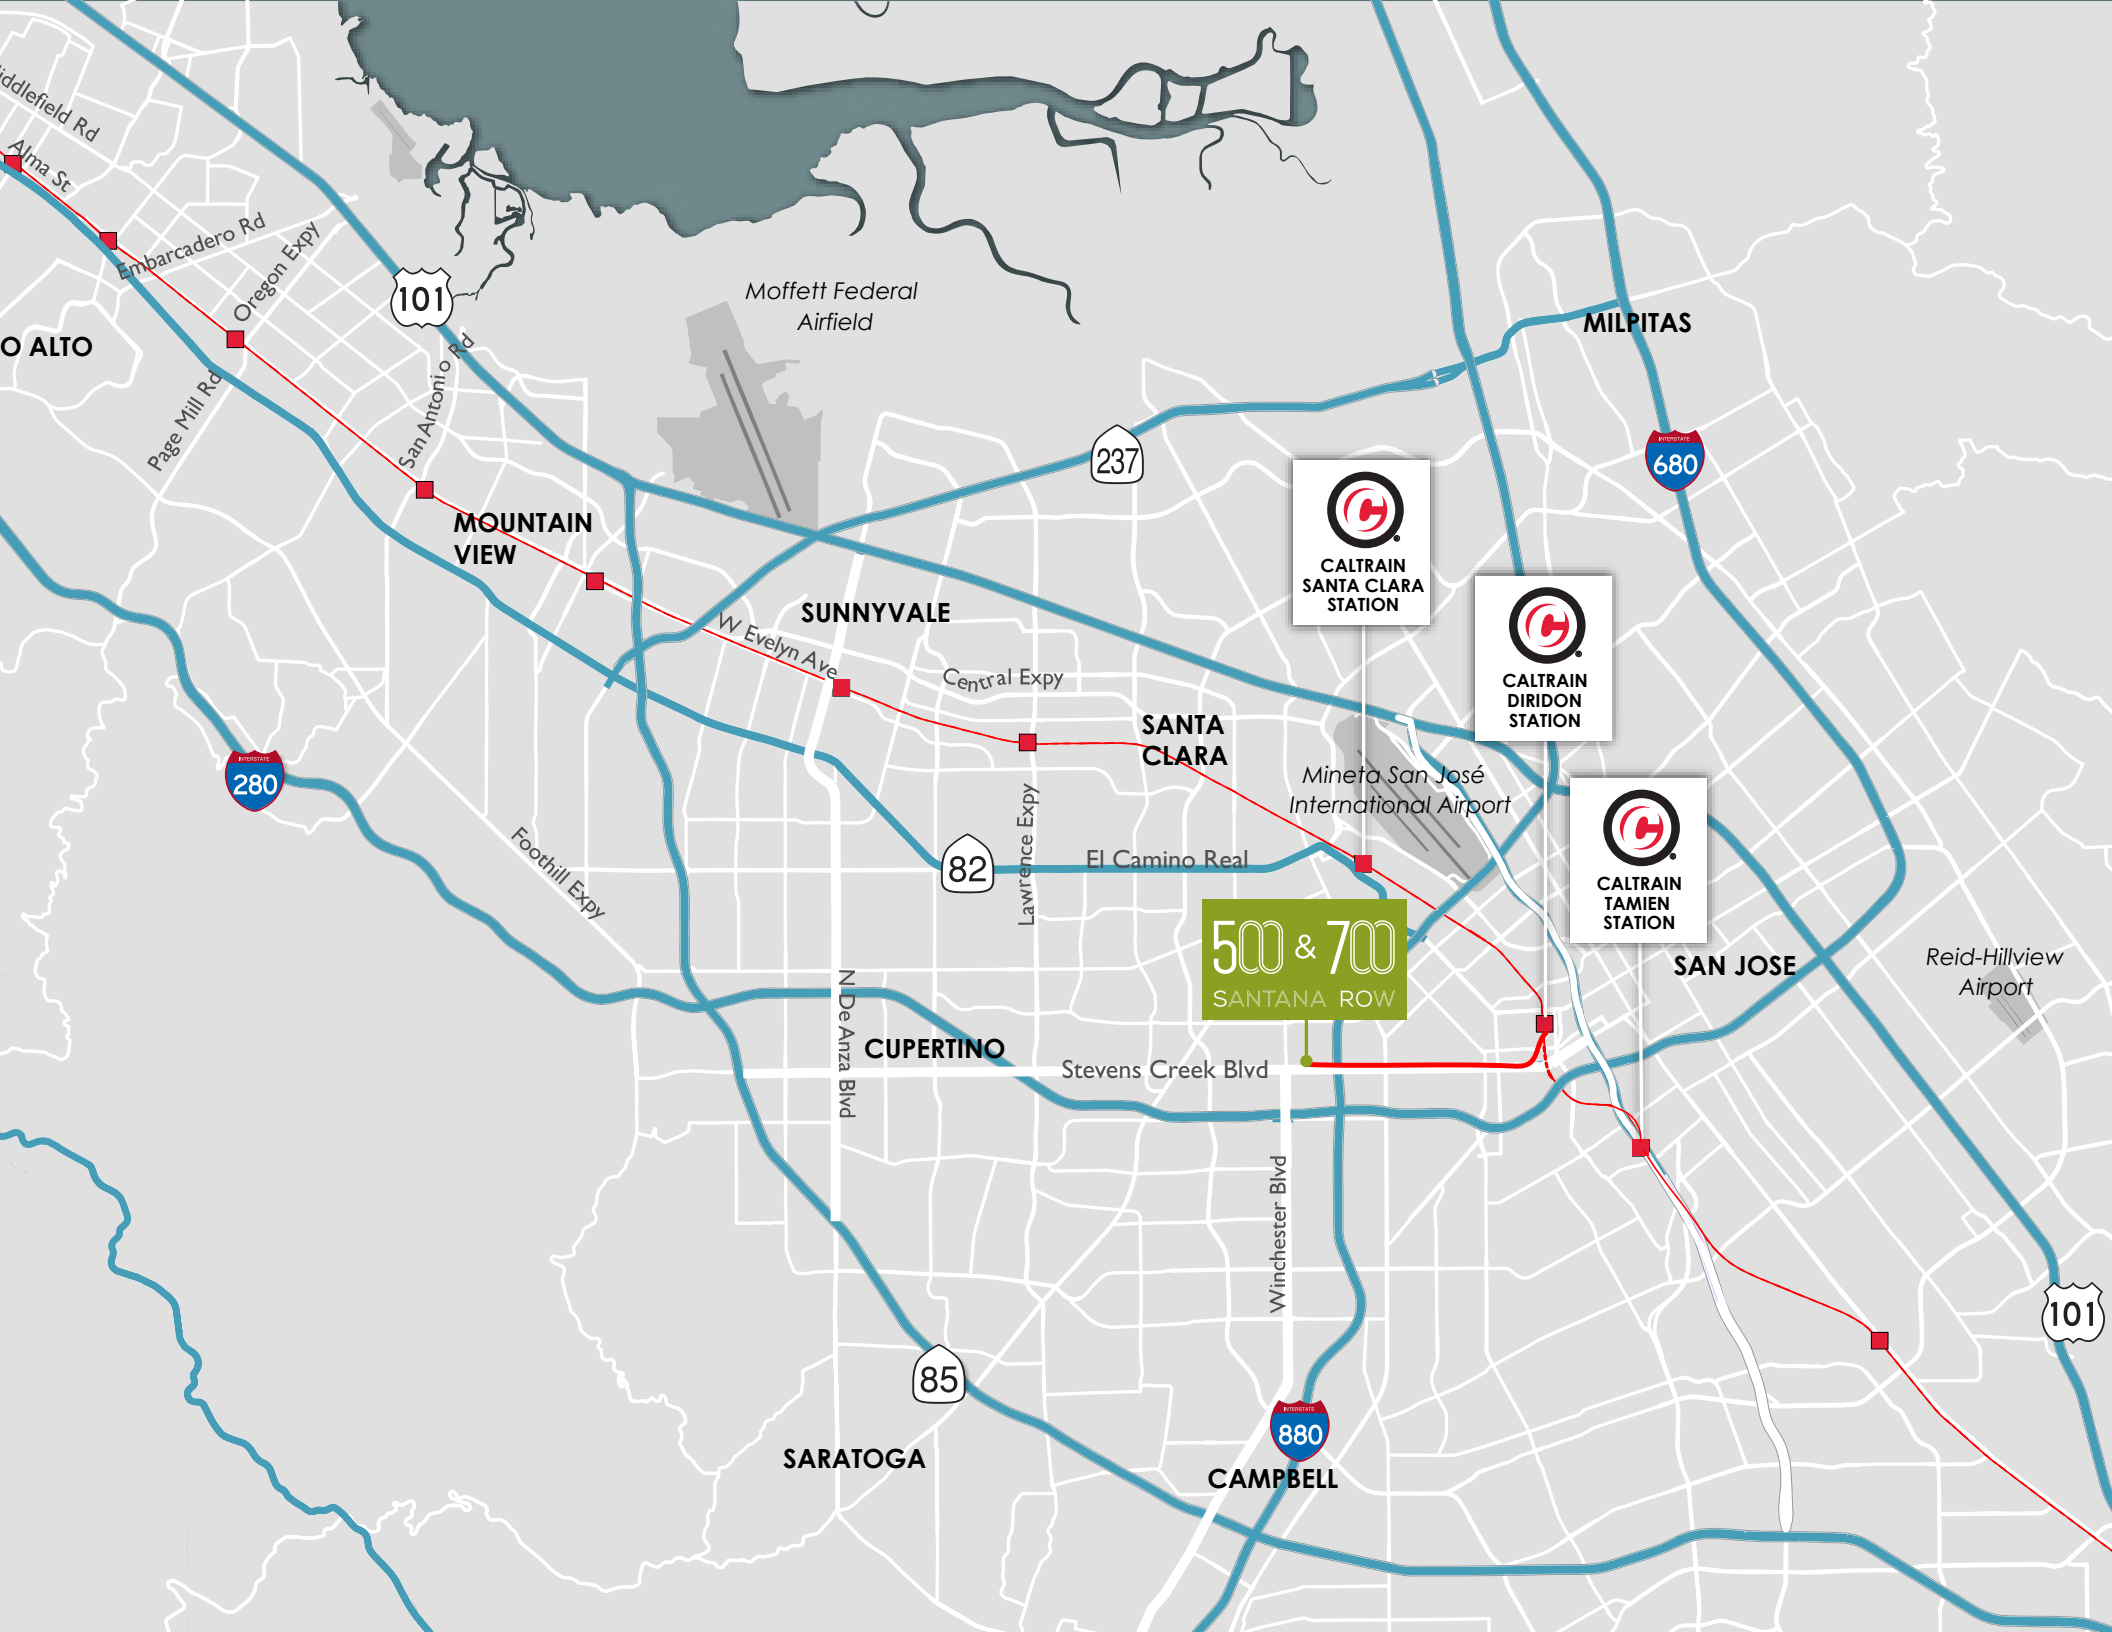 iddlefield Rd
Alma St
Embarcadero Rd
Oregon Expy
101
O ALTO
Page Mill Rd
San Antonio Rd
Moffett Federal
Airfield
MILPITAS
237
INTERSTATE
680
MOUNTAIN
VIEW
CALTRAIN
SANTA CLARA
STATION
SUNNYVALE
W Evelyn Ave
Central Expy
CALTRAIN
DIRIDON
STATION
SANTA
CLARA
INTERSTATE
280
Mineta San José
International Airport
Foothill Expy
82
Lawrence Expy
El Camino Real
CALTRAIN
TAMIEN
STATION
500 & 700
SANTANA ROW
SAN JOSE
Reid-Hillview
Airport
N De Anza Blvd
CUPERTINO
Stevens Creek Blvd
Winchester Blvd
101
85
INTERSTATE
880
SARATOGA
CAMPBELL